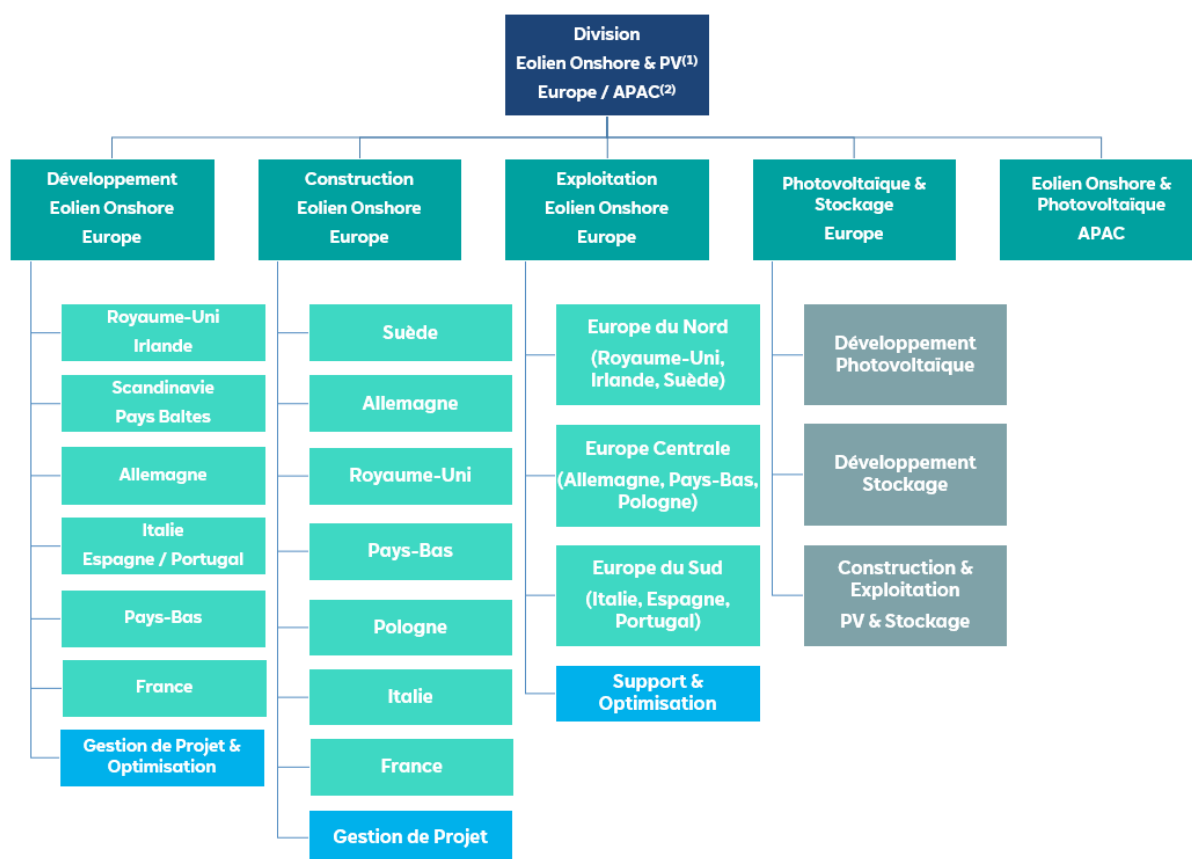 Division
Eolien Onshore & PV(1)
Europe / APAC(2)
Développement
Eolien Onshore
Europe
Construction
Eolien Onshore
Europe
Exploitation
Eolien Onshore
Europe
Photovoltaïque &
Stockage
Europe
Eolien Onshore &
Photovoltaïque
APAC
Royaume-Uni
Irlande
Scandinavie
Pays Baltes
Allemagne
Italie
Espagne / Portugal
Pays-Bas
France
Gestion de Projet &
Optimisation
Suède
Allemagne
Royaume-Uni
Pays-Bas
Pologne
Italie
France
Gestion de Projet
Europe du Nord
(Royaume-Uni,
Irlande, Suède)
Europe Centrale
(Allemagne, Pays-Bas,
Pologne)
Europe du Sud
(Italie, Espagne,
Portugal)
Support &
Optimisation
Développement
Photovoltaïque
Développement
Stockage
Construction &
Exploitation
PV & Stockage